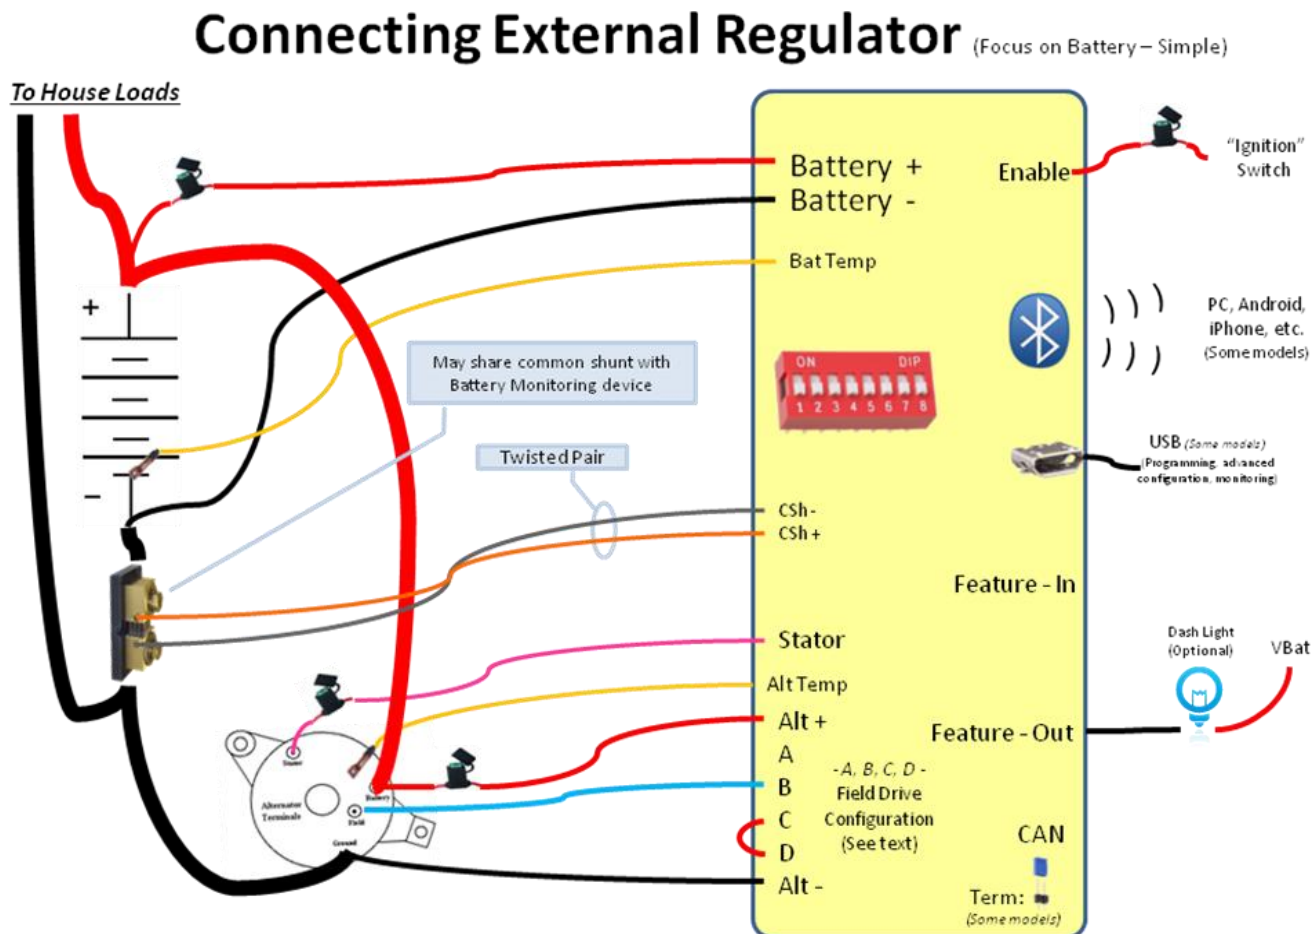 Connecting External Regulator (Focus on Battery – Simple)
To House Loads
Battery +
Battery -
Bat Temp
Enable
“Ignition”
Switch
PC, Android,
iPhone, etc.
(Some models)
+
−
May share common shunt with
Battery Monitoring device
ON DIP
1 2 3 4 5 6 7 8
USB (Some models)
(Programming, advanced
configuration, monitoring)
Twisted Pair
CSh -
CSh +
Feature - In
Stator
Alt Temp
Alt +
A
B
C
D
Alt -
- A, B, C, D -
Field Drive
Configuration
(See text)
Feature - Out
Dash Light
(Optional)
VBat
CAN
Term:
(Some models)
Stator
Battery
Alternator
Terminals
Field
Ground